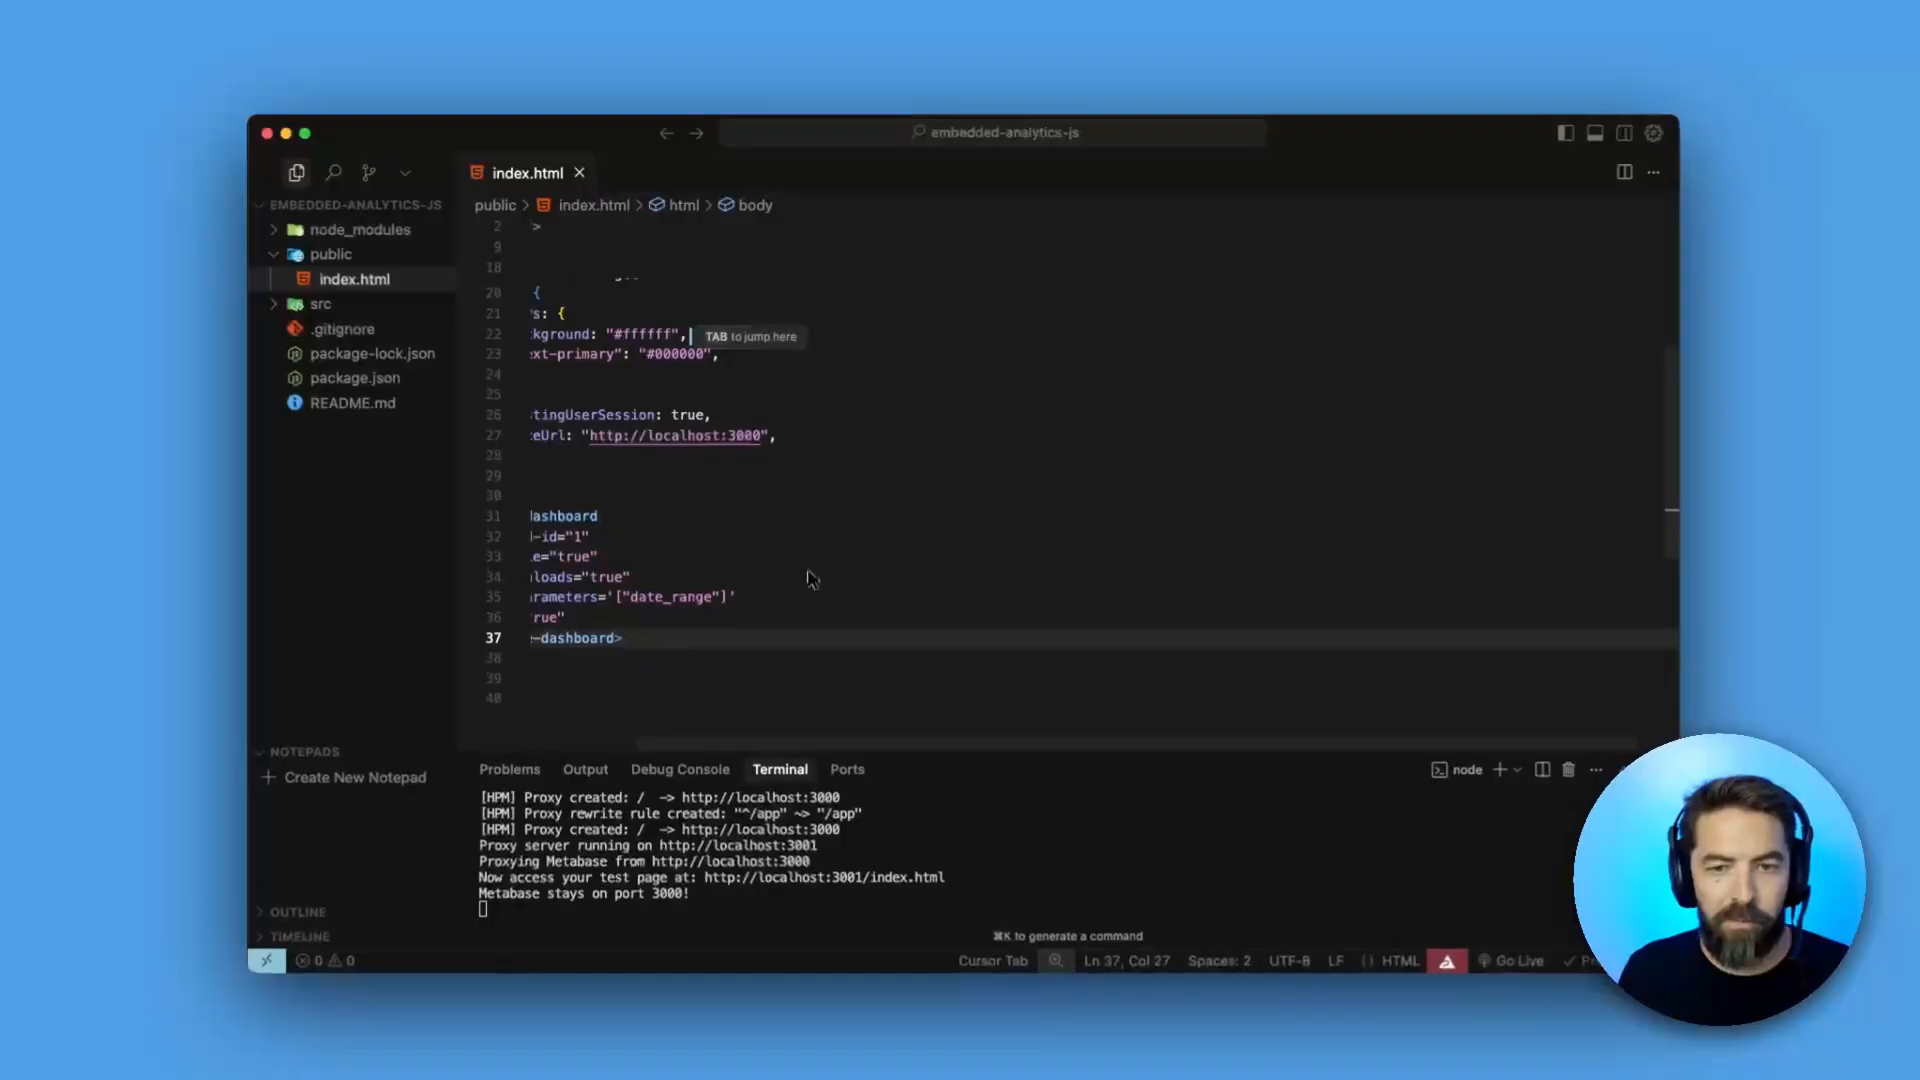 embedded-analytics-js
index.html
EMBEDDED-ANALYTICS-JS
node_modules
public
index.html
src
.gitignore
package-lock.json
package.json
README.md
NOTEPADS
Create New Notepad
OUTLINE
TIMELINE
public > index.html > html > body
2 >
9
18
20 {
21 s: {
22 kground: "#ffffff", TAB to jump here
23 ext-primary": "#000000",
24
25
26 tingUserSession: true,
27 eUrl: "http://localhost:3000",
28
29
30
31 dashboard
32 d-id="1"
33 le="true"
34 loads="true"
35 rameters='["date_range"]'
36 rue"
37 -dashboard>
38
39
40
Problems Output Debug Console Terminal Ports
node
[HPM] Proxy created: / -> http://localhost:3000
[HPM] Proxy rewrite rule created: "^/app" ~> "/app"
[HPM] Proxy created: / -> http://localhost:3000
Proxy server running on http://localhost:3001
Proxying Metabase from http://localhost:3000
Now access your test page at: http://localhost:3001/index.html
Metabase stays on port 3000!
⌘K to generate a command
0 0 Cursor Tab Ln 37, Col 27 Spaces: 2 UTF-8 LF HTML Go Live